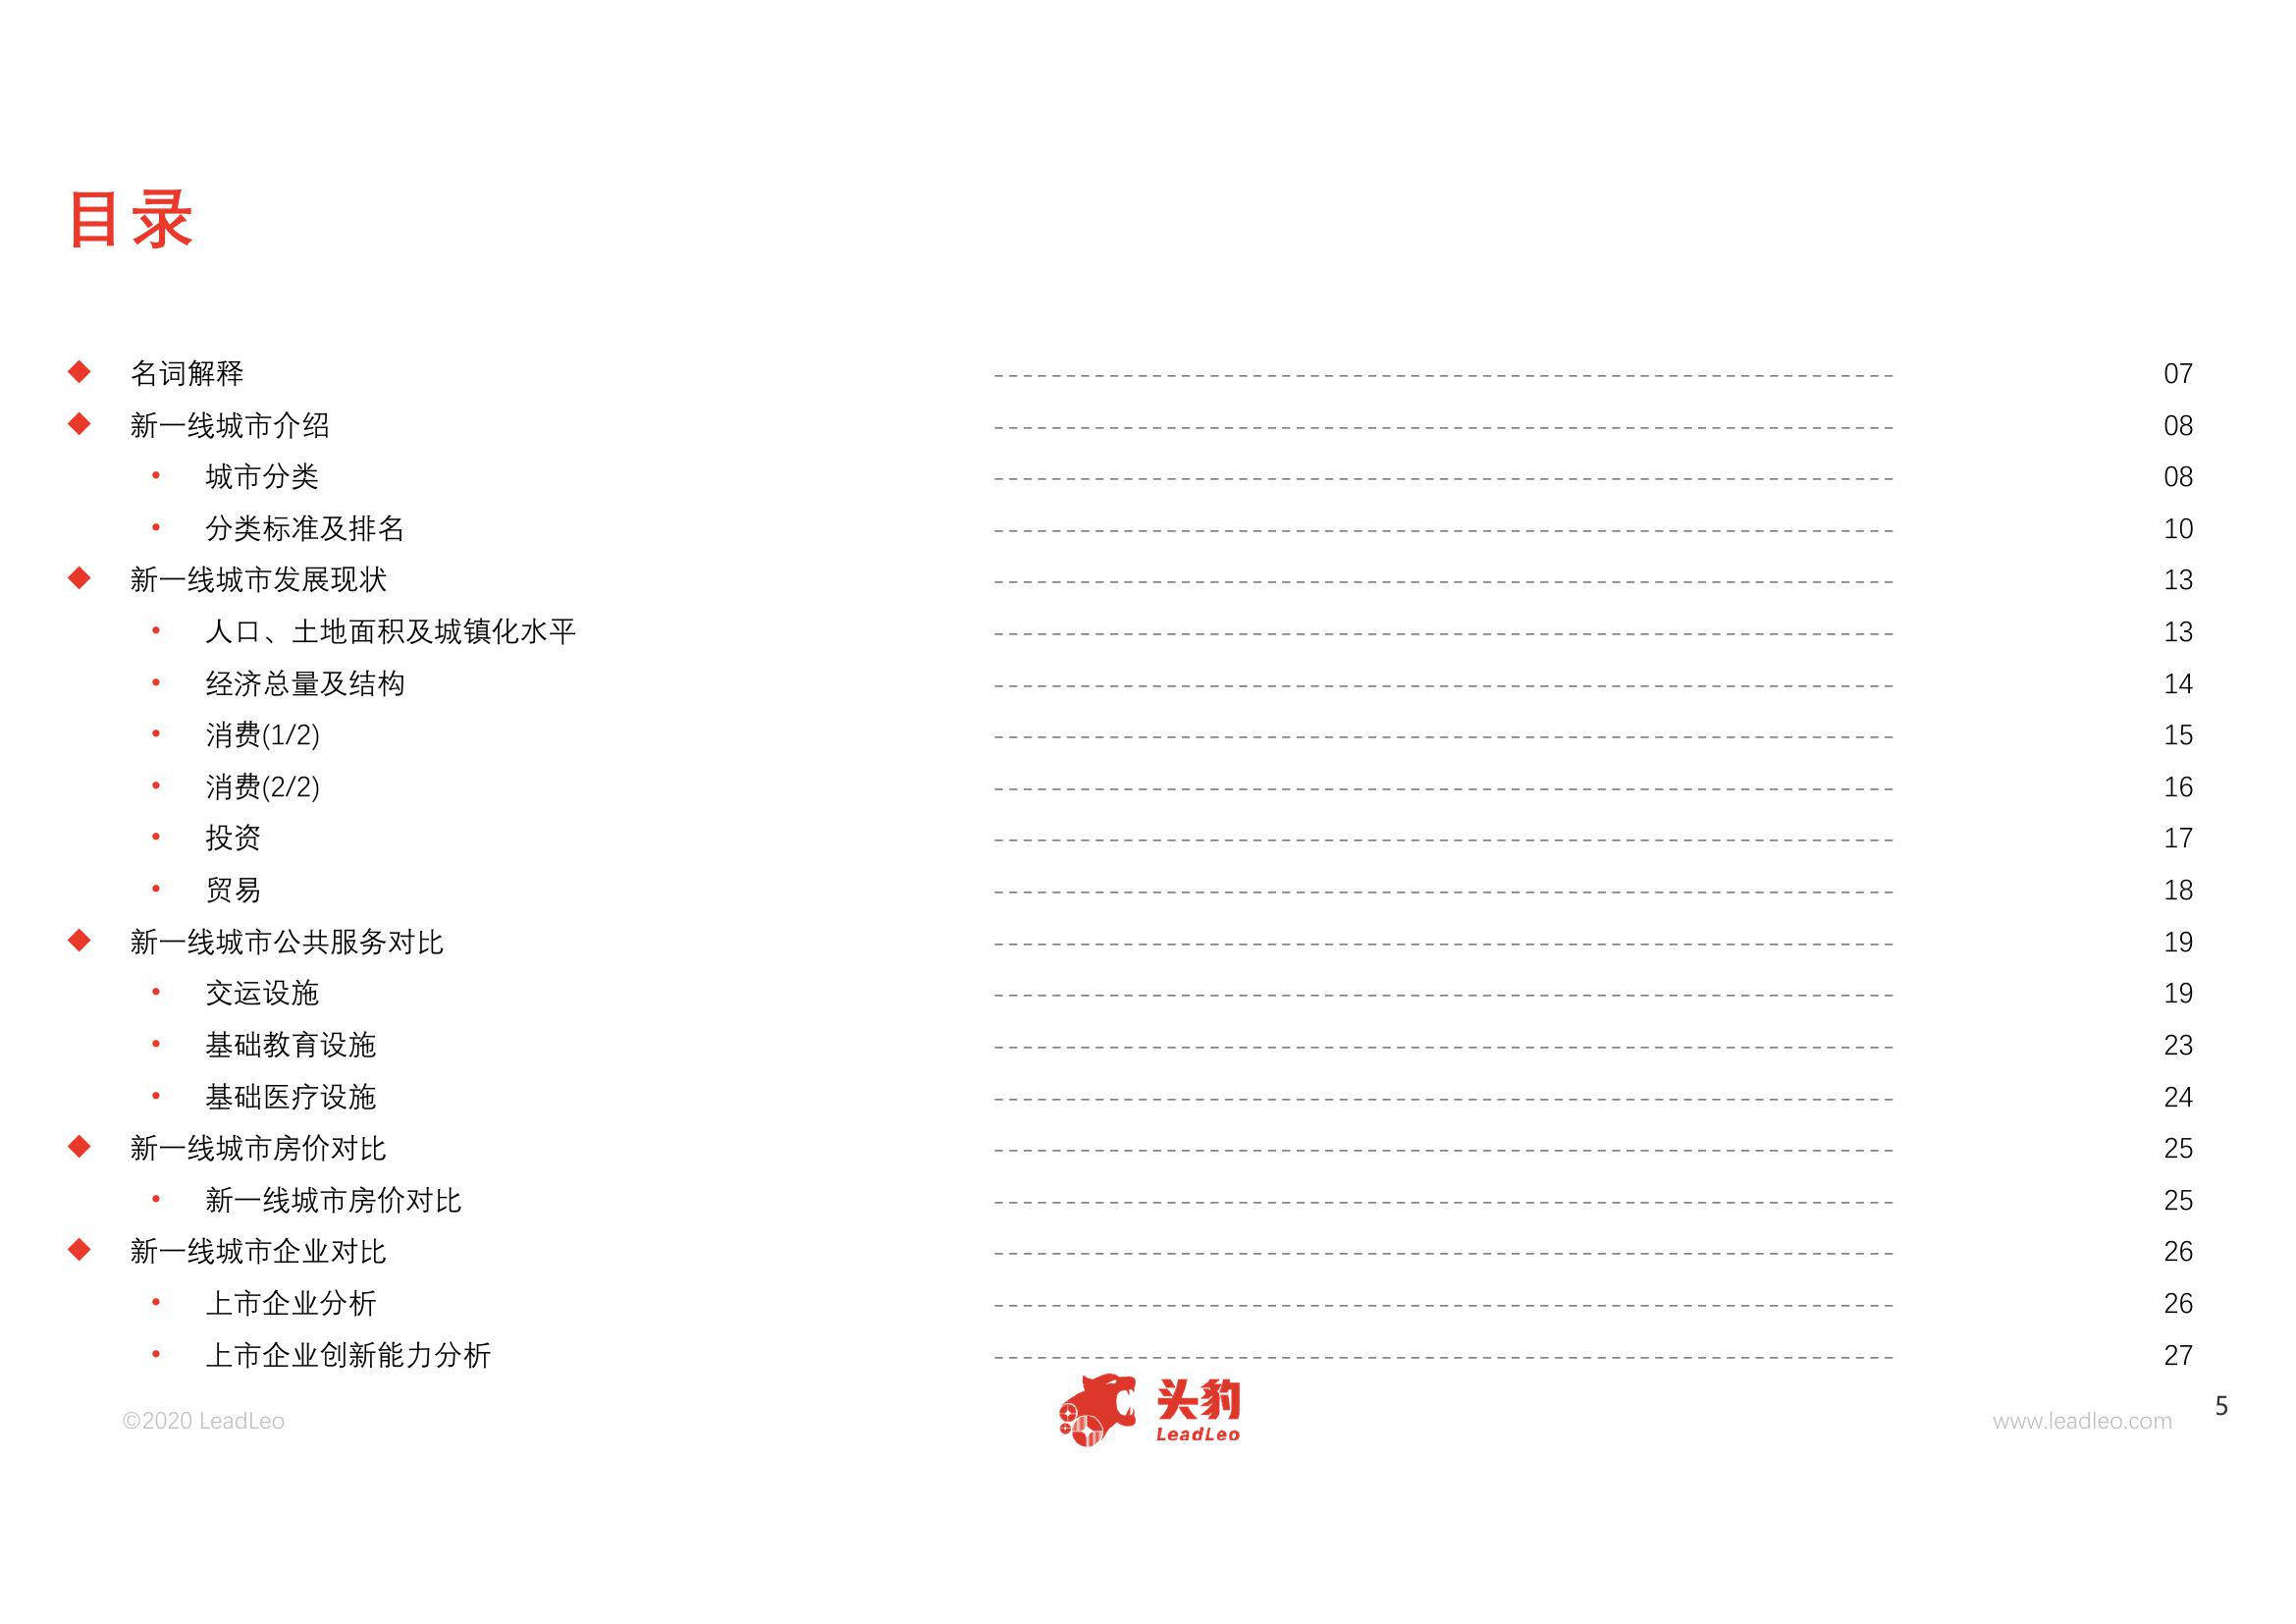 目录
名词解释 07
新一线城市介绍 08
城市分类 08
分类标准及排名 10
新一线城市发展现状 13
人口、土地面积及城镇化水平 13
经济总量及结构 14
消费(1/2) 15
消费(2/2) 16
投资 17
贸易 18
新一线城市公共服务对比 19
交运设施 19
基础教育设施 23
基础医疗设施 24
新一线城市房价对比 25
新一线城市房价对比 25
新一线城市企业对比 26
上市企业分析 26
上市企业创新能力分析 27
©2020 LeadLeo
头豹
LeadLeo
www.leadleo.com
5